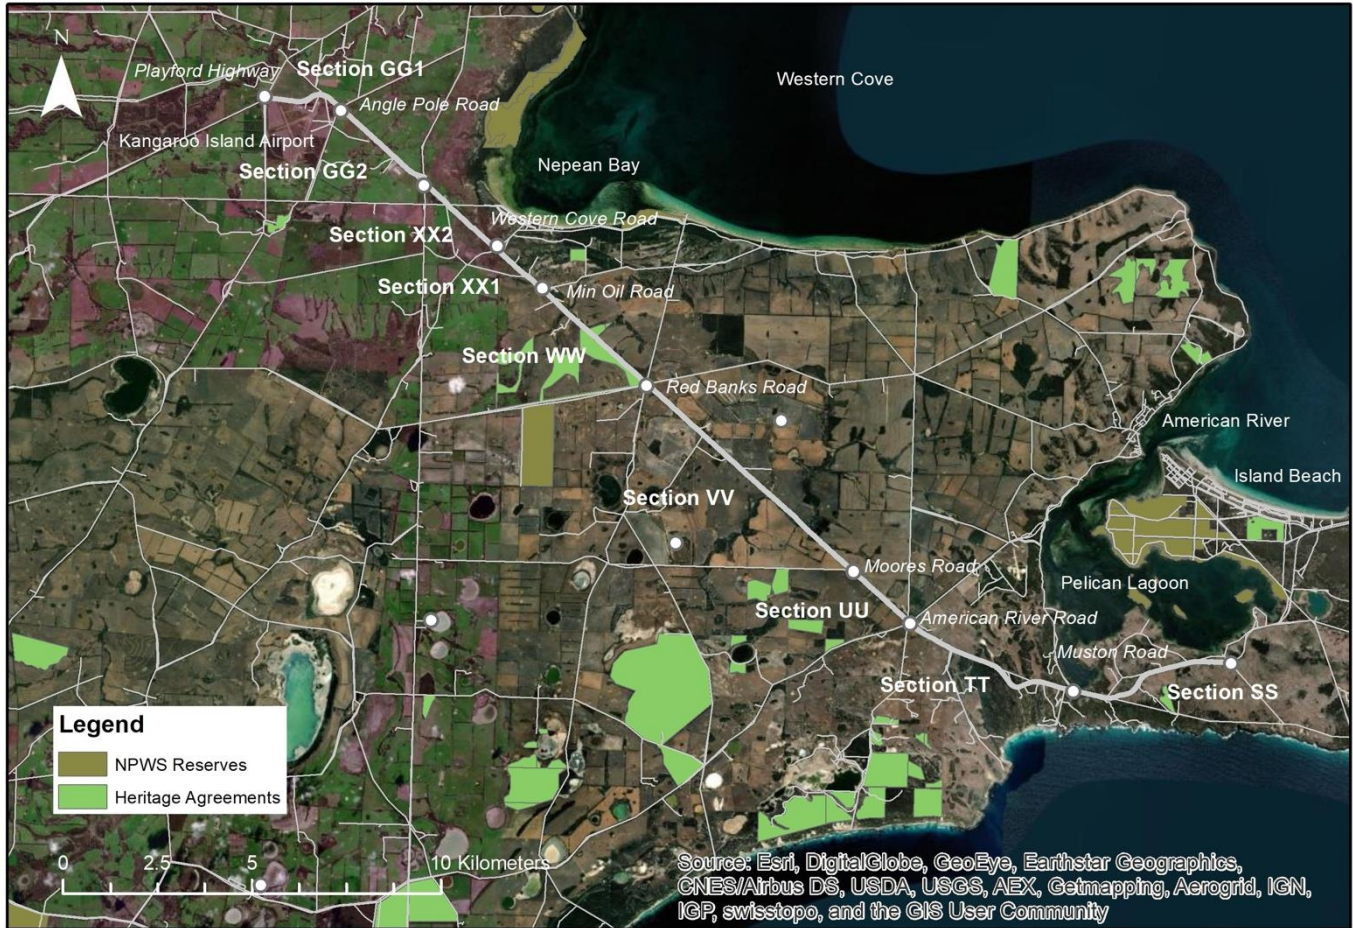 N
Western Cove
Playford Highway
Section GG1
Angle Pole Road
Kangaroo Island Airport
Nepean Bay
Section GG2
Western Cove Road
Section XX2
Section XX1
Min Oil Road
Section WW
Red Banks Road
American River
Island Beach
Section VV
Moores Road
Pelican Lagoon
Section UU
American River Road
Muston Road
Section TT
Section SS
Legend
NPWS Reserves
Heritage Agreements
0 2.5 5 10 Kilometers
Source: Esri, DigitalGlobe, GeoEye, Earthstar Geographics,
CNES/Airbus DS, USDA, USGS, AEX, Getmapping, Aerogrid, IGN,
IGP, swisstopo, and the GIS User Community